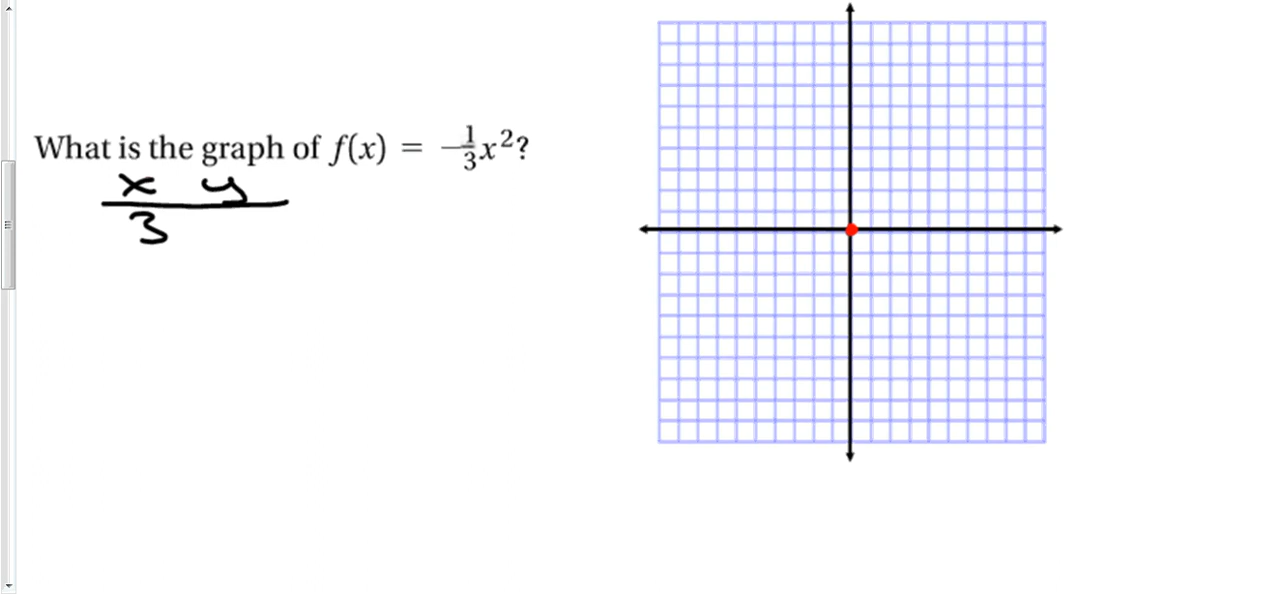 What is the graph of f(x) = -1/3x²?
x y
3